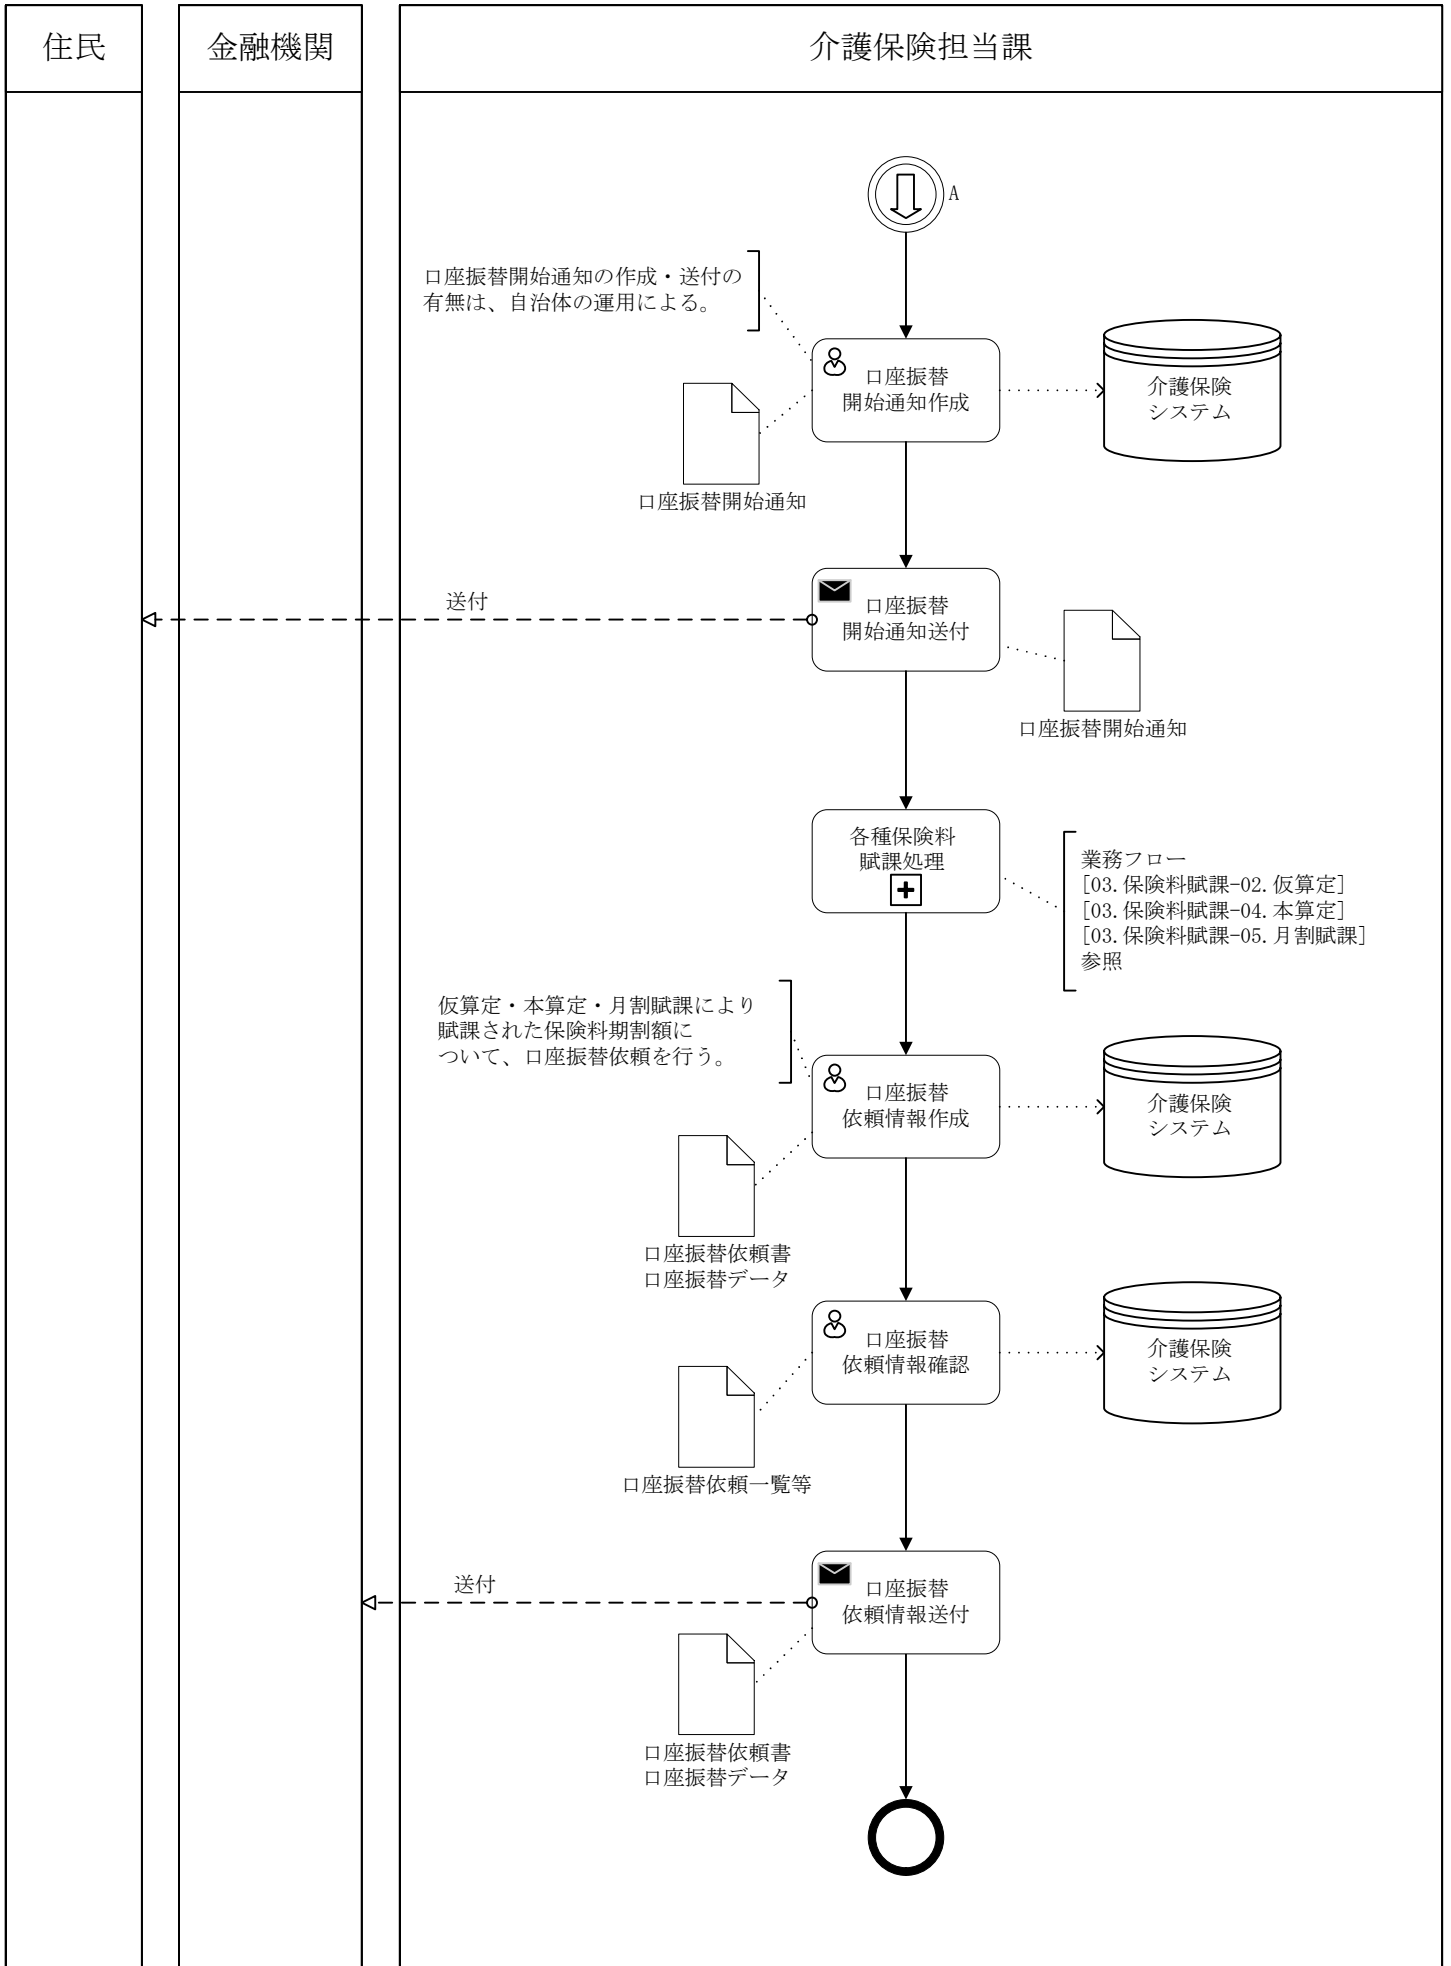 住民
金融機関
介護保険担当課
A
口座振替開始通知の作成・送付の
有無は、自治体の運用による。
口座振替
開始通知作成
介護保険
システム
口座振替開始通知
送付
口座振替
開始通知送付
口座振替開始通知
各種保険料
賦課処理
業務フロー
[03.保険料賦課-02.仮算定]
[03.保険料賦課-04.本算定]
[03.保険料賦課-05.月割賦課]
参照
仮算定・本算定・月割賦課により
賦課された保険料期割額に
ついて、口座振替依頼を行う。
口座振替
依頼情報作成
介護保険
システム
口座振替依頼書
口座振替データ
口座振替
依頼情報確認
介護保険
システム
口座振替依頼一覧等
送付
口座振替
依頼情報送付
口座振替依頼書
口座振替データ